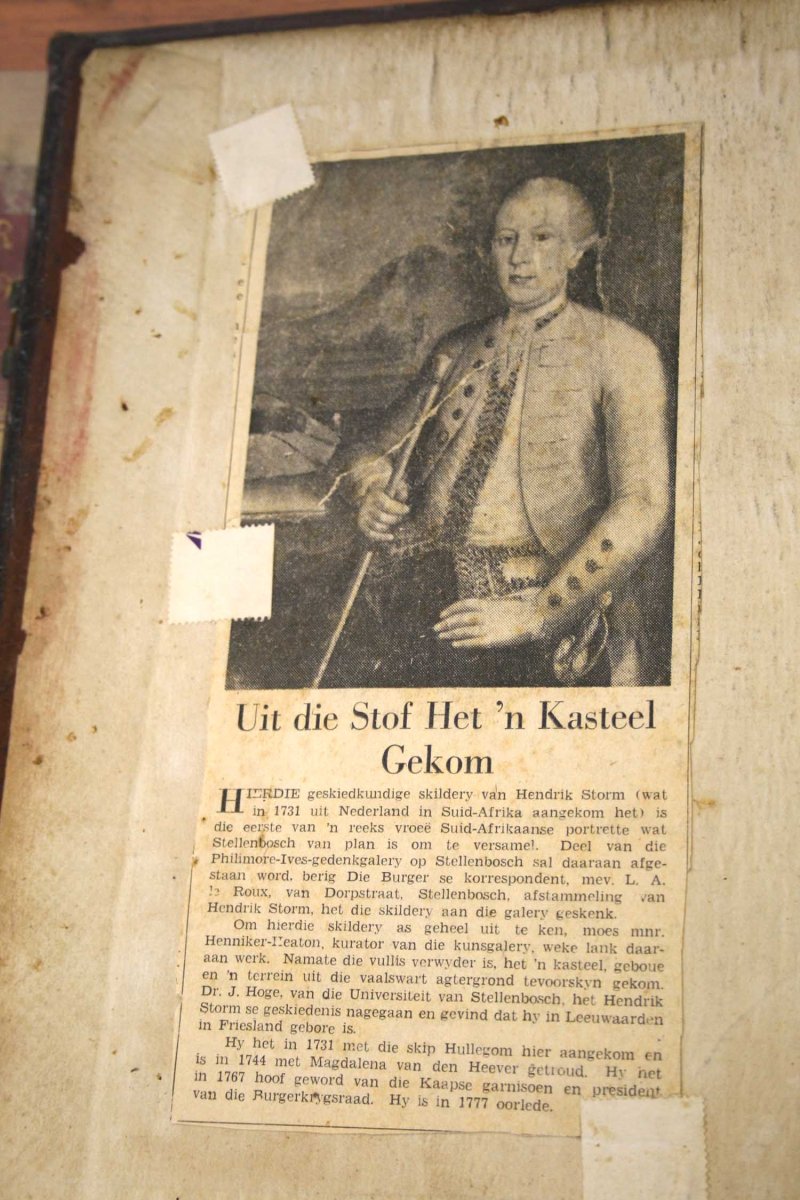 Uit die Stof Het 'n Kasteel
Gekom
HIERDIE geskiedkundige skildery van Hendrik Storm (wat
in 1731 uit Nederland in Suid-Afrika aangekom het) is
die eerste van 'n reeks vroeë Suid-Afrikaanse portrette wat
Stellenbosch van plan is om te versamel. Deel van die
Philimore-Ives-gedenkgalery op Stellenbosch sal daaraan afge-
staan word, berig Die Burger se korrespondent, mev. L. A.
le Roux, van Dorpstraat, Stellenbosch, afstammeling van
Hendrik Storm, het die skildery aan die galery geskenk.
Om hierdie skildery as geheel uit te ken, moes mnr.
Henniker-Heaton, kurator van die kunsgalery, weke lank daar-
aan werk. Namate die vullis verwyder is, het 'n kasteel, geboue
en 'n terrein uit die vaalswart agtergrond tevoorskyn gekom.
Dr. J. Hoge, van die Universiteit van Stellenbosch, het Hendrik
Storm se geskiedenis nagegaan en gevind dat hy in Leeuwaarden
in Friesland gebore is.
Hy het in 1731 met die skip Hullegom hier aangekom en
is in 1744 met Magdalena van den Heever getroud. Hy het
in 1767 hoof geword van die Kaapse garnisoen en president
van die Burgerkrygsraad. Hy is in 1777 oorlede.